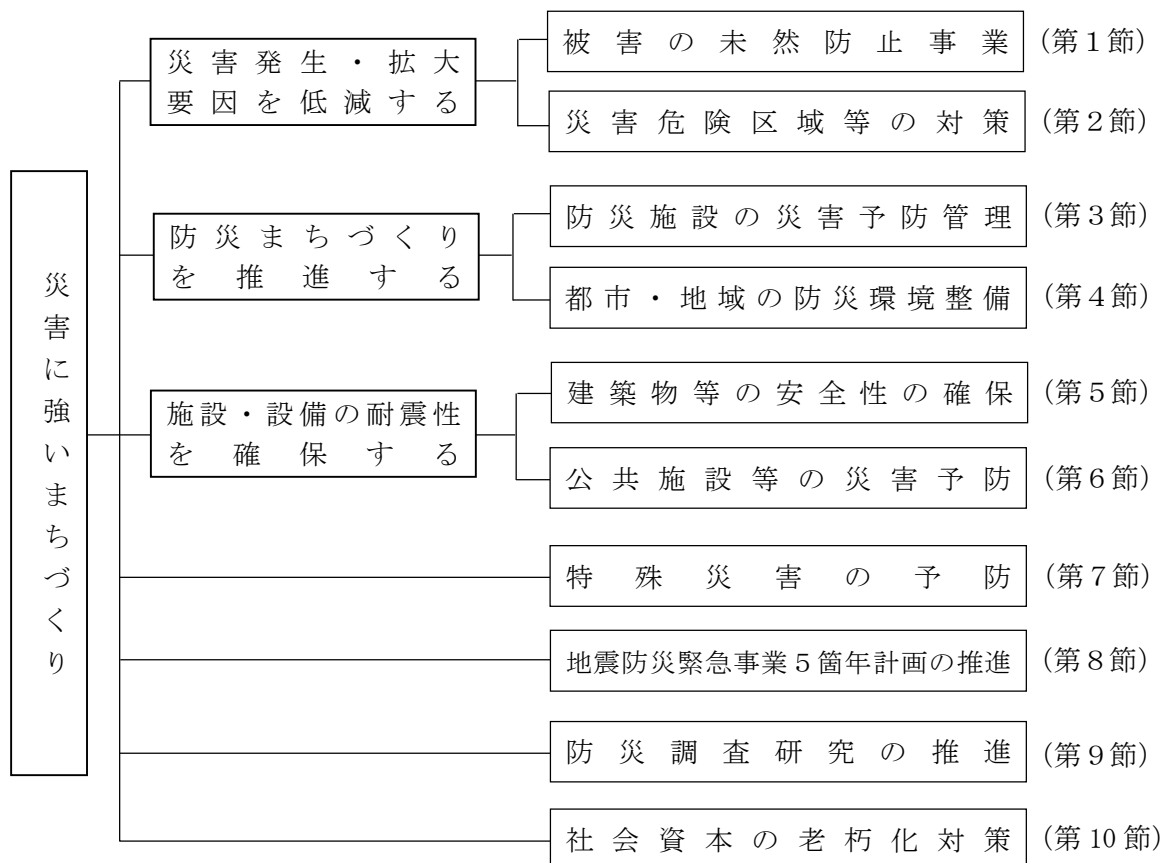 災害に強いまちづくり
災害発生・拡大
要因を低減する
被害の未然防止事業 (第1節)
災害危険区域等の対策 (第2節)
防災まちづくり
を推進する
防災施設の災害予防管理 (第3節)
都市・地域の防災環境整備 (第4節)
施設・設備の耐震性
を確保する
建築物等の安全性の確保 (第5節)
公共施設等の災害予防 (第6節)
特殊災害の予防 (第7節)
地震防災緊急事業5箇年計画の推進 (第8節)
防災調査研究の推進 (第9節)
社会資本の老朽化対策 (第10節)